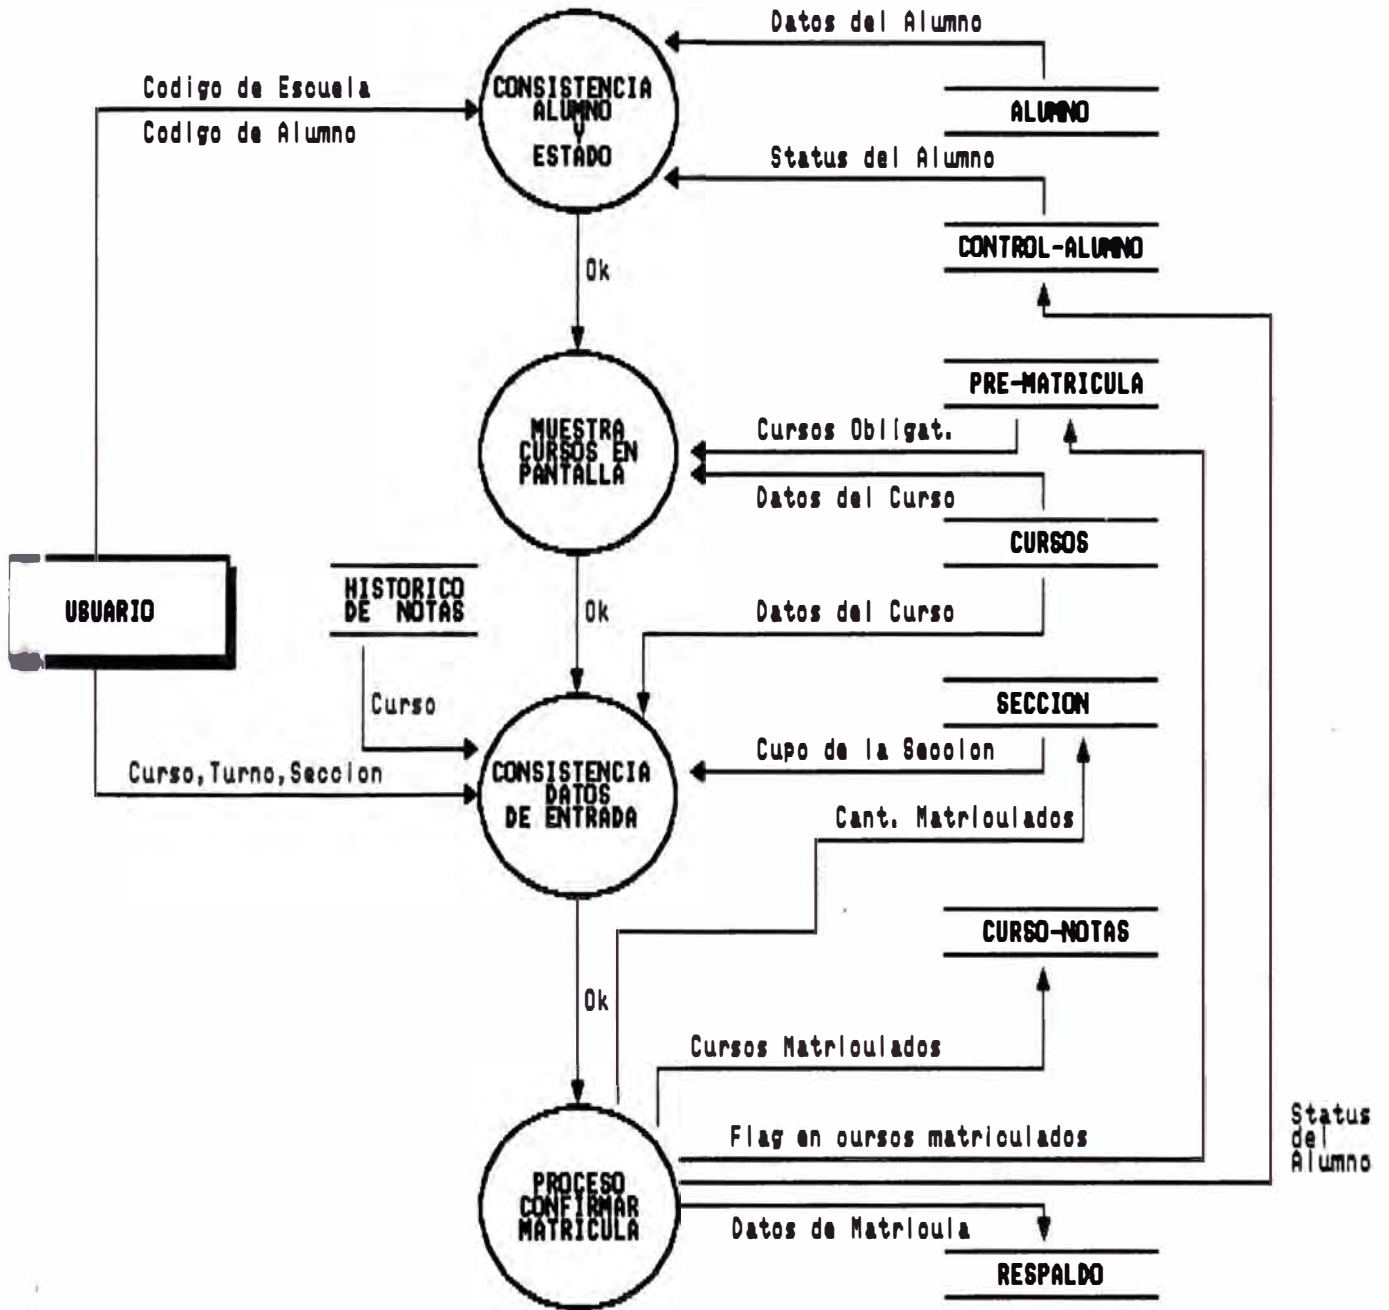 Datos del Alumno
CONSISTENCIA
ALUMNO
Y
ESTADO
Codigo de Escuela
Codigo de Alumno
ALUMNO
Status del Alumno
CONTROL-ALUMNO
Ok
PRE-MATRICULA
MUESTRA
CURSOS EN
PANTALLA
Cursos Obligat.
Datos del Curso
CURSOS
USUARIO
HISTORICO
DE NOTAS
Ok
Datos del Curso
Curso
SECCION
Cupo de la Seccion
Curso,Turno,Seccion
CONSISTENCIA
DATOS
DE ENTRADA
Cant. Matriculados
CURSO-NOTAS
Ok
Cursos Matriculados
Flag en cursos matriculados
Status
del
Alumno
PROCESO
CONFIRMAR
MATRICULA
Datos de Matricula
RESPALDO